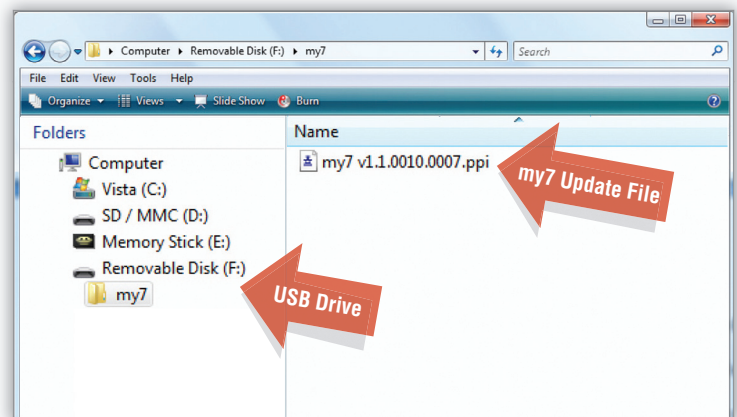 Computer ▸ Removable Disk (F:) ▸ my7
Search
File Edit View Tools Help
Organize Views Slide Show Burn
Folders
Name
Computer
Vista (C:)
SD / MMC (D:)
Memory Stick (E:)
Removable Disk (F:)
my7
my7 v1.1.0010.0007.ppi
my7 Update File
USB Drive